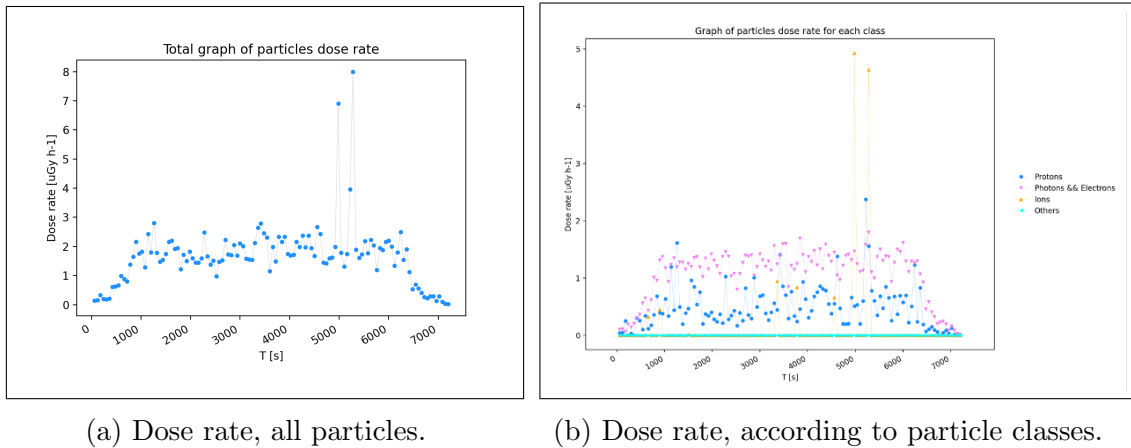 Total graph of particles dose rate
Dose rate [uGy h-1]
8
7
6
5
4
3
2
1
0
0
1000
2000
3000
4000
5000
6000
7000
T [s]
(a) Dose rate, all particles.
Graph of particles dose rate for each class
Dose rate [uGy h-1]
5
4
3
2
1
0
0
1000
2000
3000
4000
5000
6000
7000
T [s]
Protons
Photons && Electrons
Ions
Others
(b) Dose rate, according to particle classes.